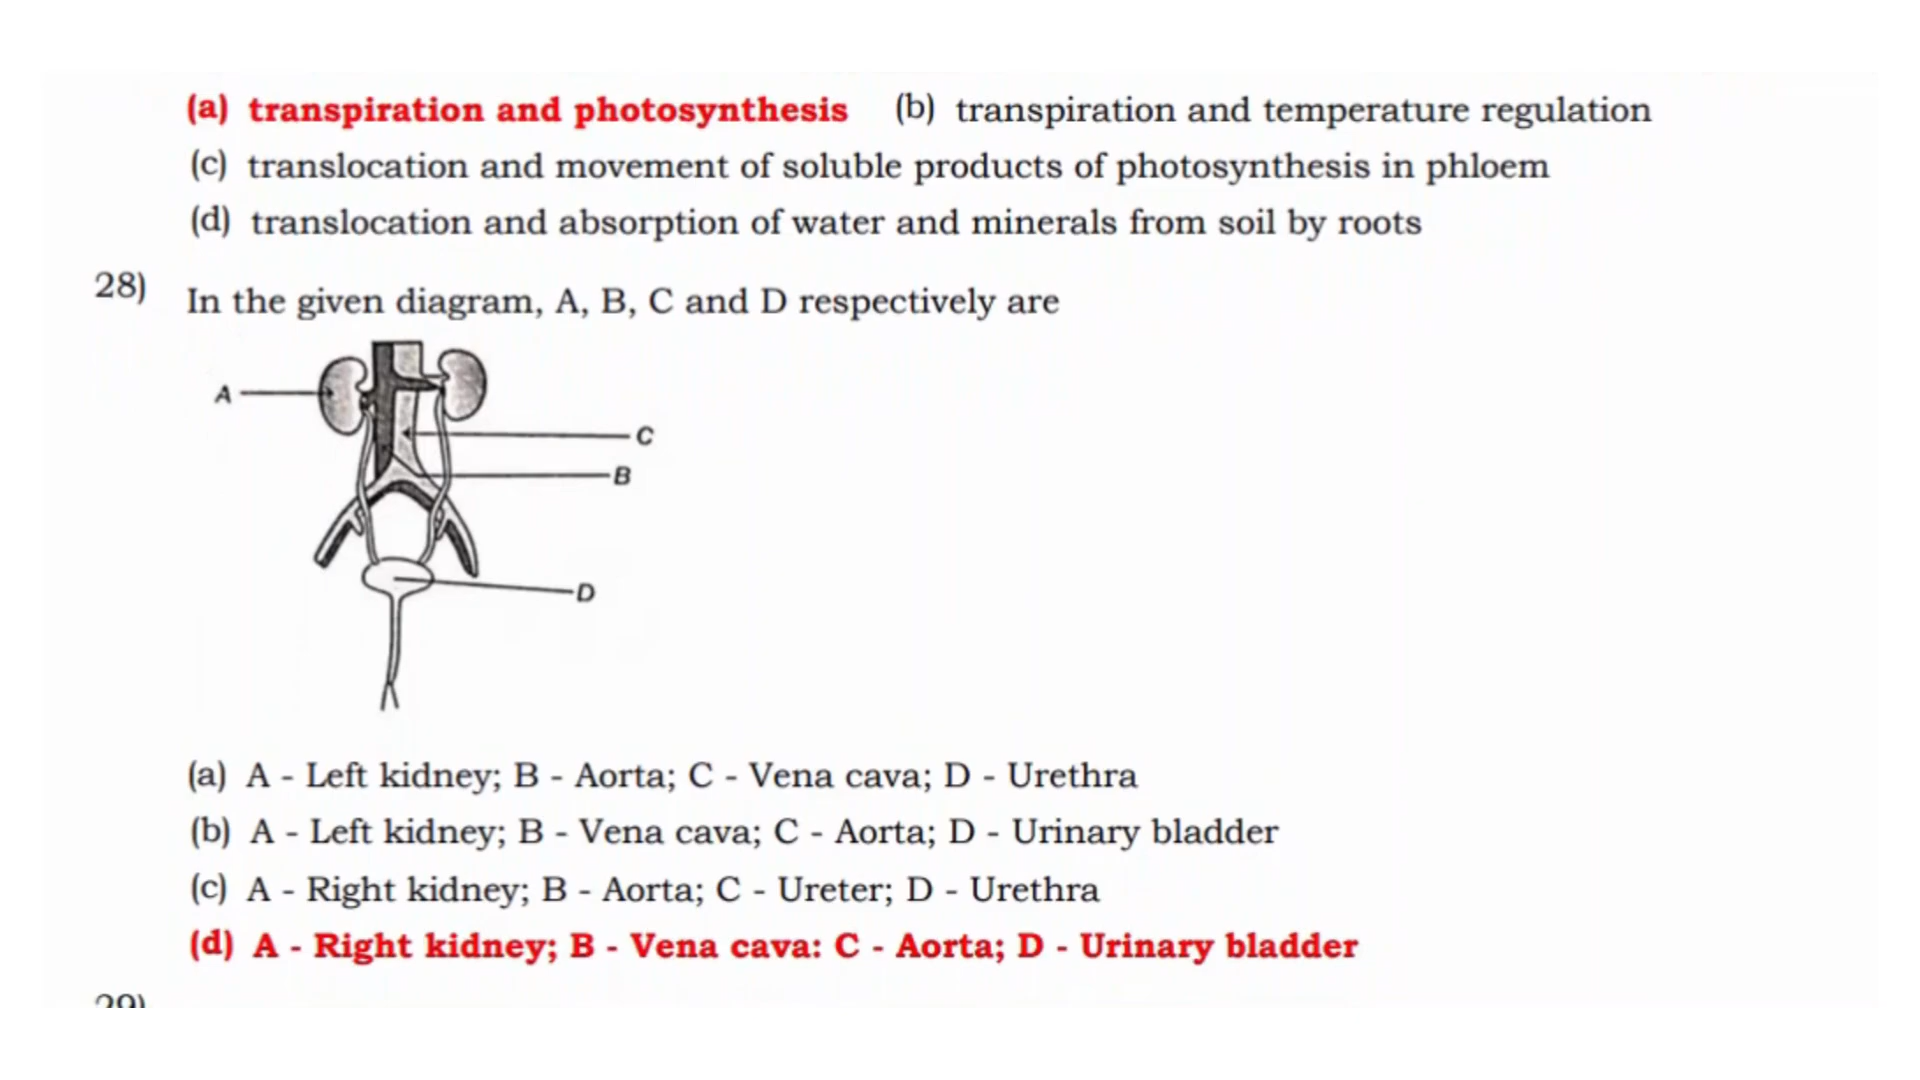 (a) transpiration and photosynthesis (b) transpiration and temperature regulation
(c) translocation and movement of soluble products of photosynthesis in phloem
(d) translocation and absorption of water and minerals from soil by roots
28) In the given diagram, A, B, C and D respectively are
A
C
B
D
(a) A - Left kidney; B - Aorta; C - Vena cava; D - Urethra
(b) A - Left kidney; B - Vena cava; C - Aorta; D - Urinary bladder
(c) A - Right kidney; B - Aorta; C - Ureter; D - Urethra
(d) A - Right kidney; B - Vena cava: C - Aorta; D - Urinary bladder
29)